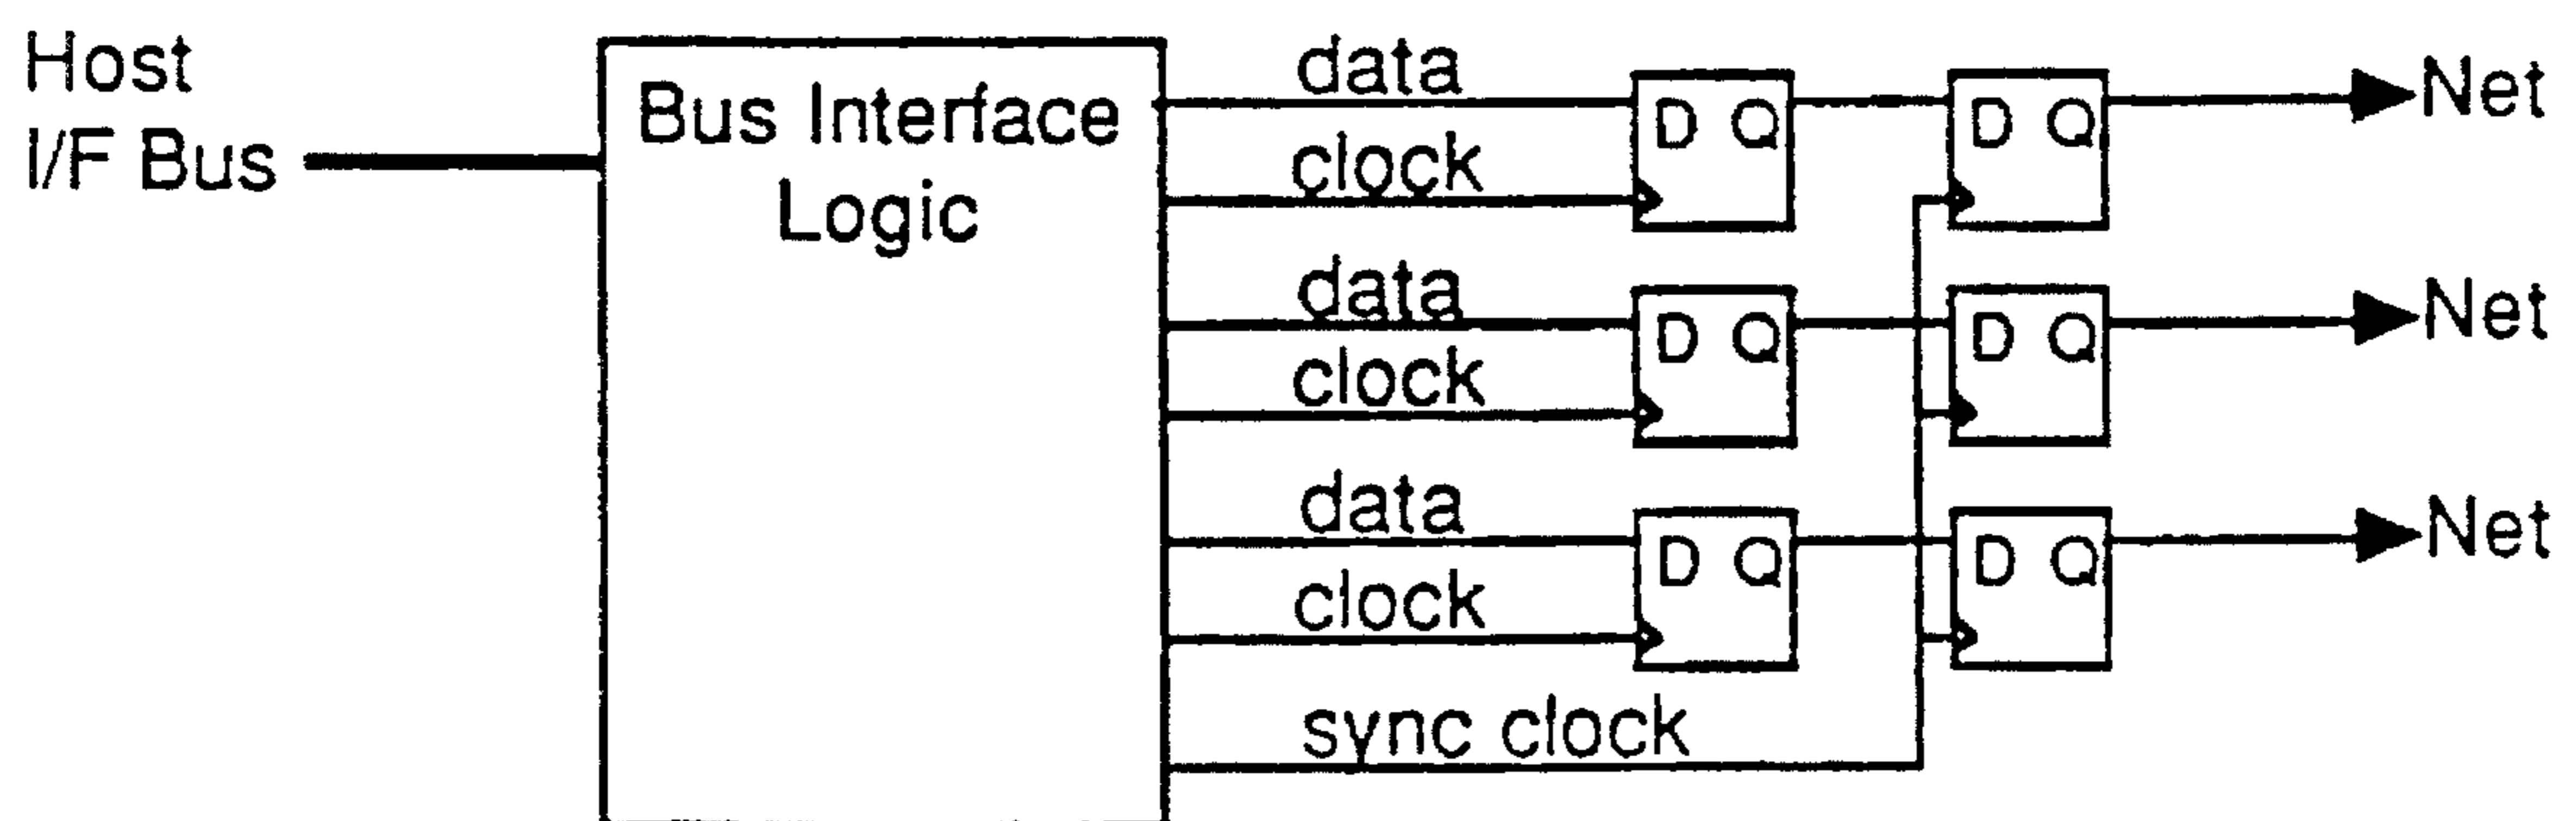 Host
I/F Bus
Bus Interface
Logic
data
clock
D Q
D Q
Net
data
clock
D Q
D Q
Net
data
clock
D Q
D Q
Net
sync clock